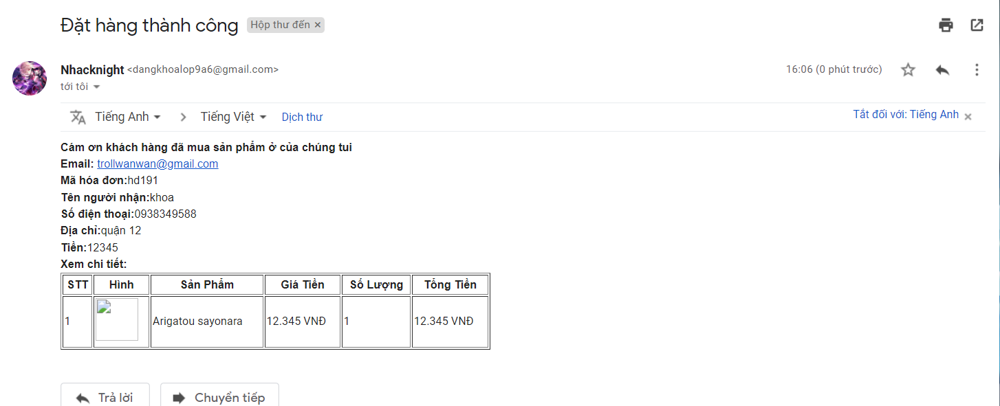 Đặt hàng thành công Hộp thư đến ×
Nhacknight <dangkhoalop9a6@gmail.com> 16:06 (0 phút trước)
tới tôi
Tiếng Anh > Tiếng Việt Dịch thư Tắt đối với: Tiếng Anh ×
Cám ơn khách hàng đã mua sản phẩm ở của chúng tui
Email: trollwanwan@gmail.com
Mã hóa đơn:hd191
Tên người nhận:khoa
Số điện thoại:0938349588
Địa chỉ:quận 12
Tiền:12345
Xem chi tiết:
STT Hình Sản Phẩm Giá Tiền Số Lượng Tổng Tiền
1 Arigatou sayonara 12.345 VNĐ 1 12.345 VNĐ
Trả lời Chuyển tiếp